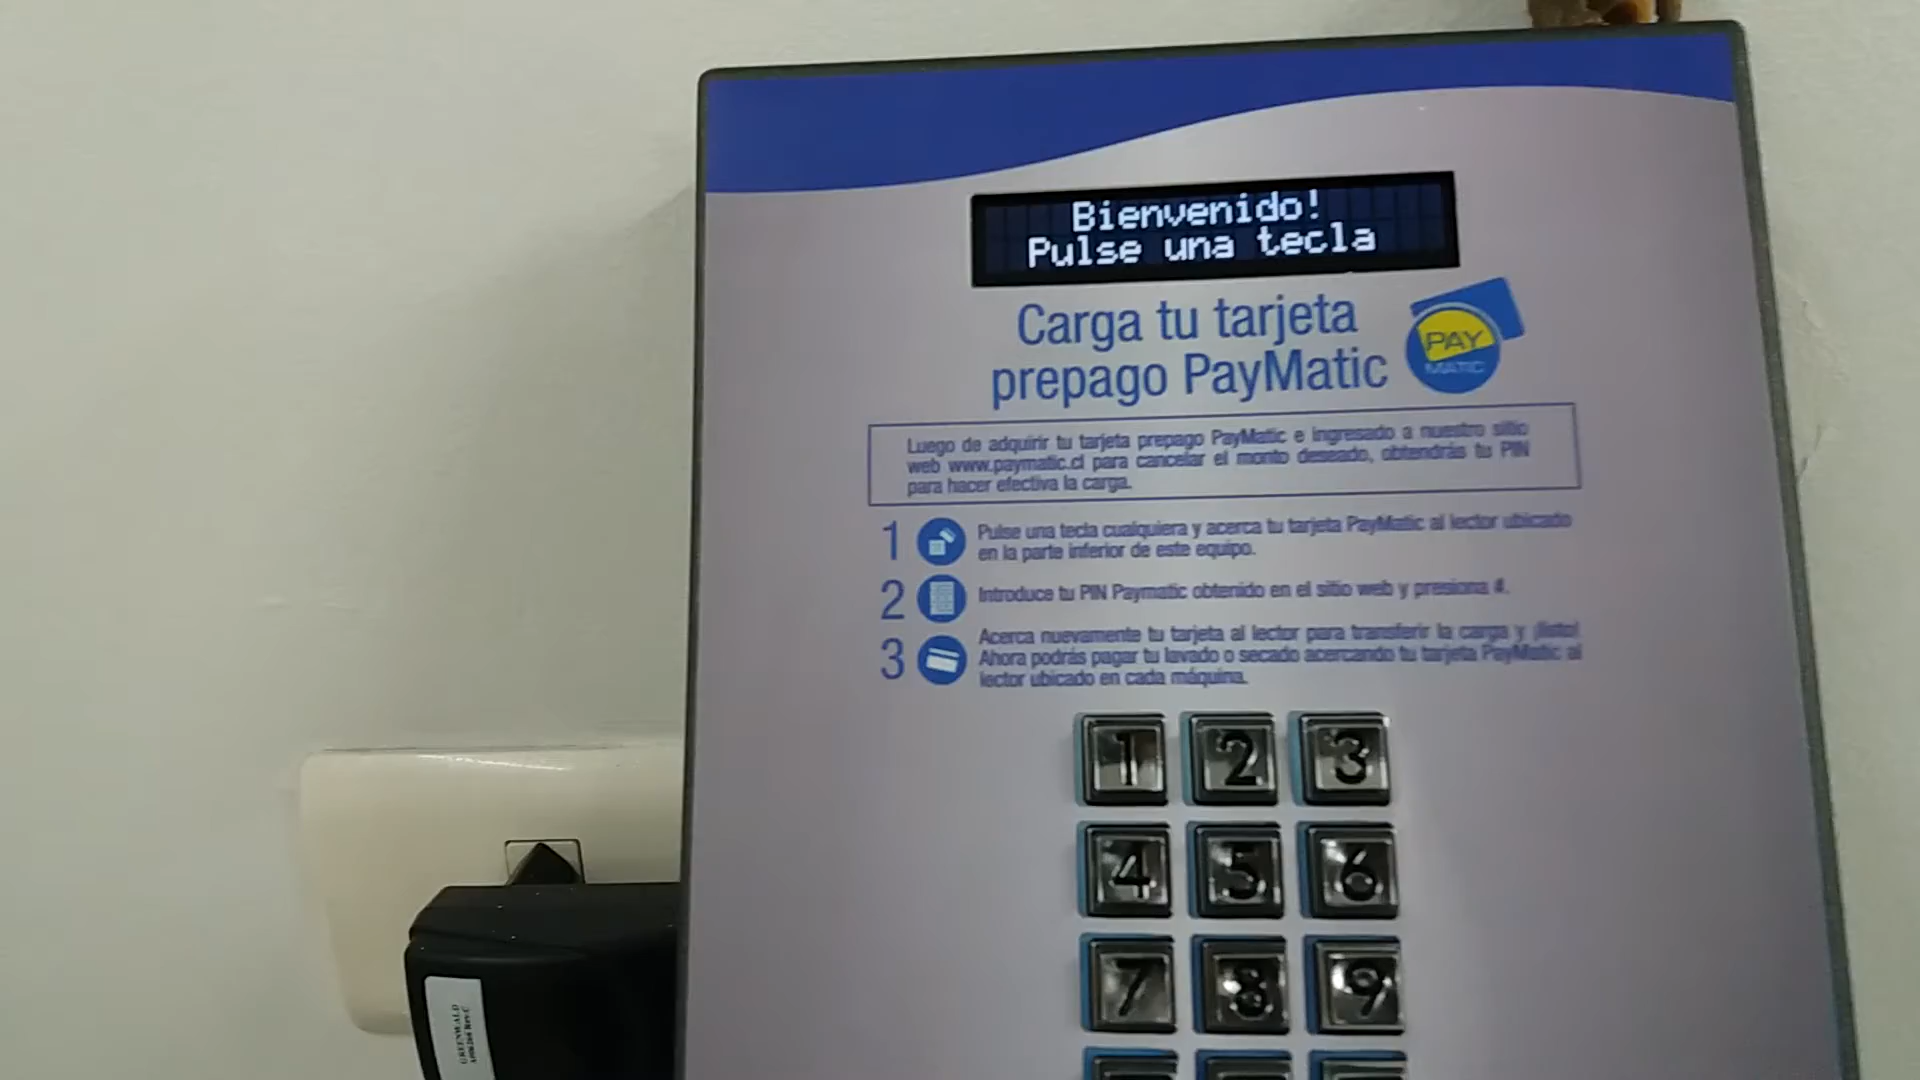 Bienvenido!
Pulse una tecla
Carga tu tarjeta
prepago PayMatic
PAY
MATIC
Luego de adquirir tu tarjeta prepago PayMatic e ingresado a nuestro sitio
web www.paymatic.cl para cancelar el monto deseado, obtendrás tu PIN
para hacer efectiva la carga.
1 Pulse una tecla cualquiera y acerca tu tarjeta PayMatic al lector ubicado
en la parte inferior de este equipo.
2 Introduce tu PIN Paymatic obtenido en el sitio web y presiona #.
3 Acerca nuevamente tu tarjeta al lector para transferir la carga y ¡listo!
Ahora podrás pagar tu lavado o secado acercando tu tarjeta PayMatic al
lector ubicado en cada máquina.
1 2 3
4 5 6
7 8 9
GREENWALD